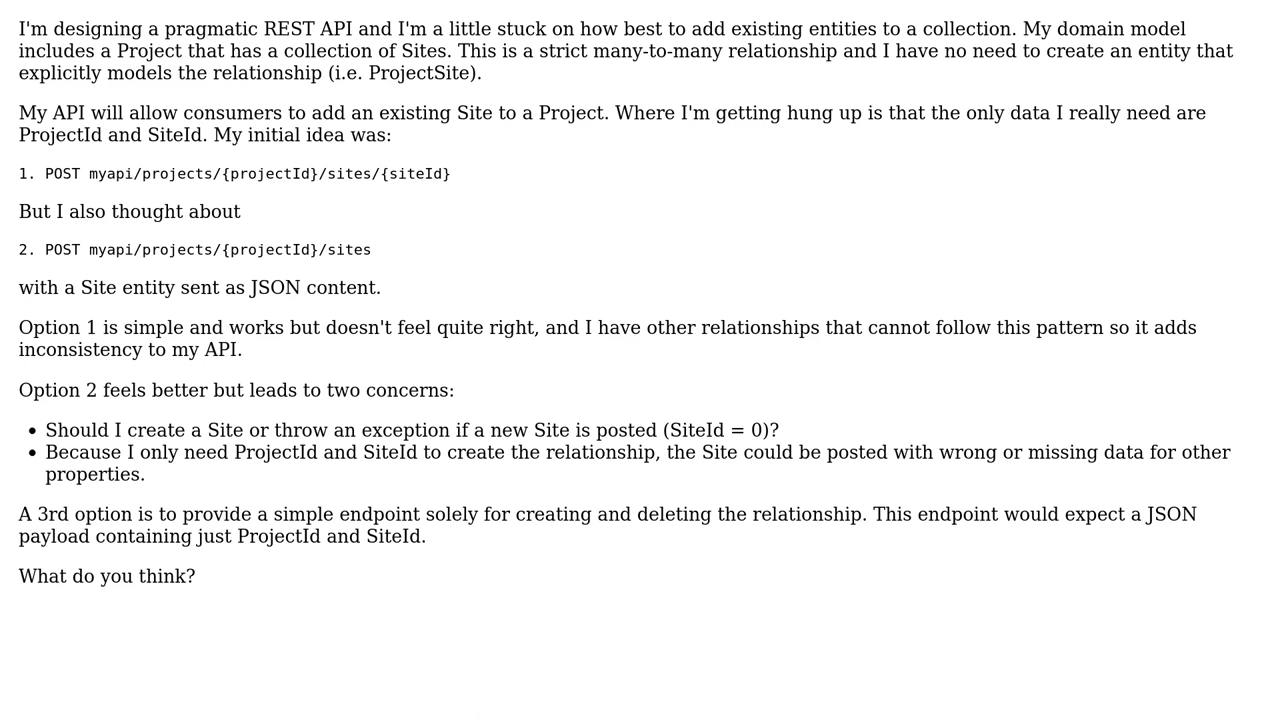 I'm designing a pragmatic REST API and I'm a little stuck on how best to add existing entities to a collection. My domain model
includes a Project that has a collection of Sites. This is a strict many-to-many relationship and I have no need to create an entity that
explicitly models the relationship (i.e. ProjectSite).
My API will allow consumers to add an existing Site to a Project. Where I'm getting hung up is that the only data I really need are
ProjectId and SiteId. My initial idea was:
1. POST myapi/projects/{projectId}/sites/{siteId}
But I also thought about
2. POST myapi/projects/{projectId}/sites
with a Site entity sent as JSON content.
Option 1 is simple and works but doesn't feel quite right, and I have other relationships that cannot follow this pattern so it adds
inconsistency to my API.
Option 2 feels better but leads to two concerns:
• Should I create a Site or throw an exception if a new Site is posted (SiteId = 0)?
• Because I only need ProjectId and SiteId to create the relationship, the Site could be posted with wrong or missing data for other
properties.
A 3rd option is to provide a simple endpoint solely for creating and deleting the relationship. This endpoint would expect a JSON
payload containing just ProjectId and SiteId.
What do you think?